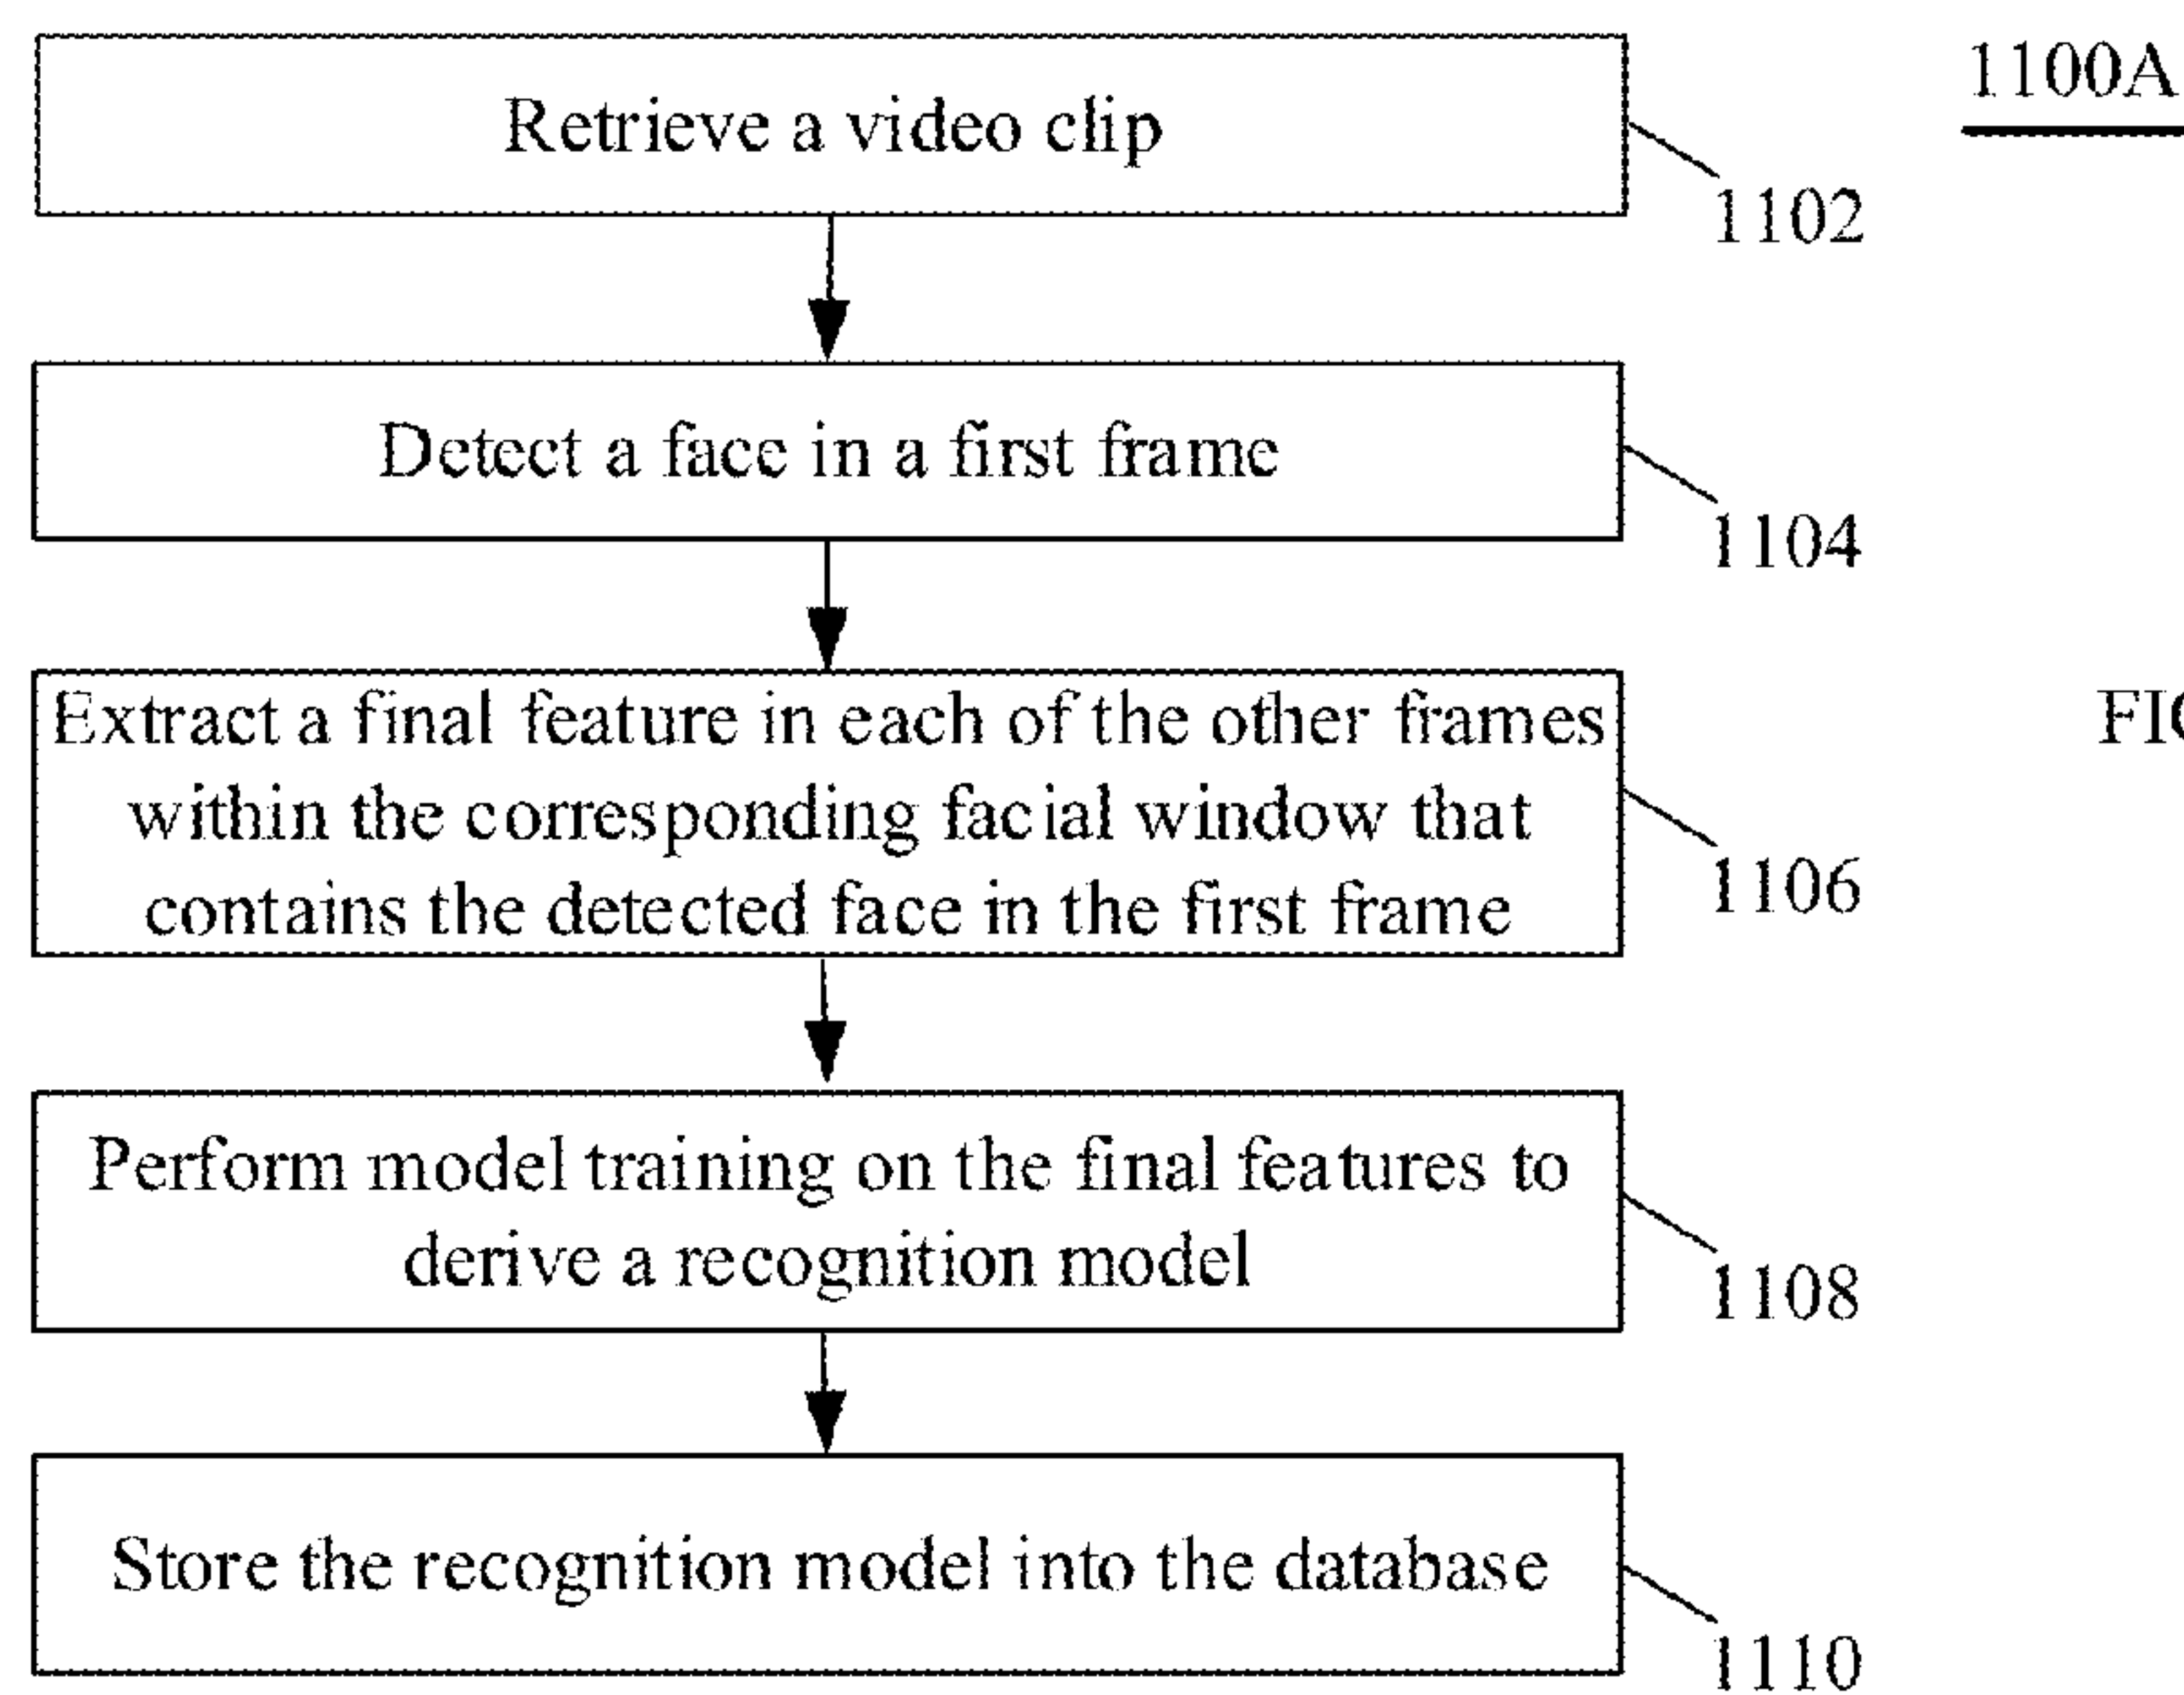 Retrieve a video clip
1100A
1102
Detect a face in a first frame
1104
Extract a final feature in each of the other frames
within the corresponding facial window that
contains the detected face in the first frame
1106
Perform model training on the final features to
derive a recognition model
1108
Store the recognition model into the database
1110